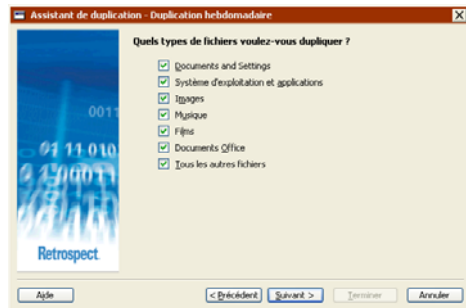 Assistant de duplication - Duplication hebdomadaire
Quels types de fichiers voulez-vous dupliquer ?
Documents and Settings
Système d'exploitation et applications
Images
Musique
Films
Documents Office
Tous les autres fichiers
0011
01 11 010
Retrospect.
Aide
< Précédent
Suivant >
Terminer
Annuler